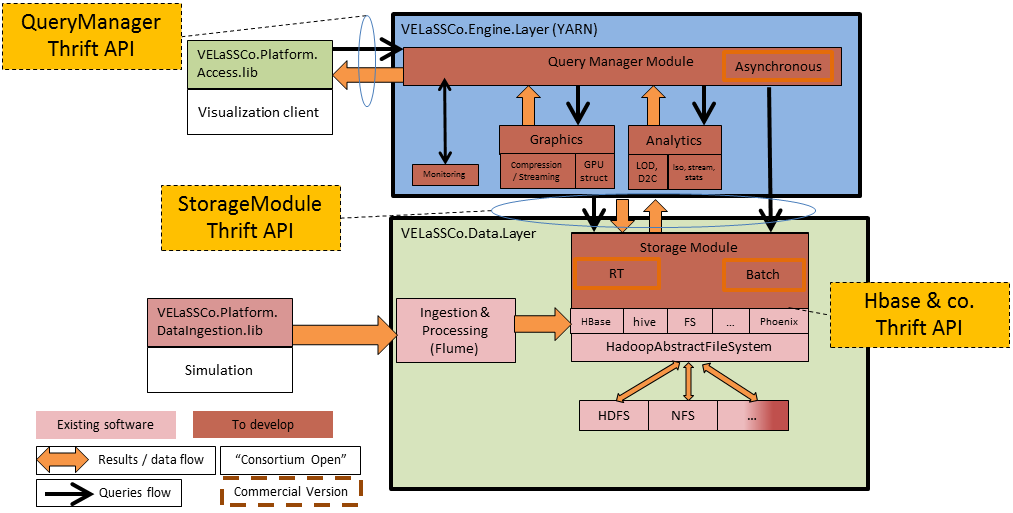 QueryManager
Thrift API
VELaSSCo.Platform.
Access.lib
Visualization client
VELaSSCo.Engine.Layer (YARN)
Query Manager Module
Asynchronous
Monitoring
Graphics
Compression
/ Streaming
GPU
struct
Analytics
LOD,
D2C
Iso, stream,
stats
StorageModule
Thrift API
VELaSSCo.Data.Layer
Storage Module
RT
Batch
Hbase & co.
Thrift API
VELaSSCo.Platform.
DataIngestion.lib
Simulation
Ingestion &
Processing
(Flume)
HBase
hive
FS
...
Phoenix
HadoopAbstractFileSystem
HDFS
NFS
...
Existing software
To develop
Results / data flow
“Consortium Open”
Queries flow
Commercial Version